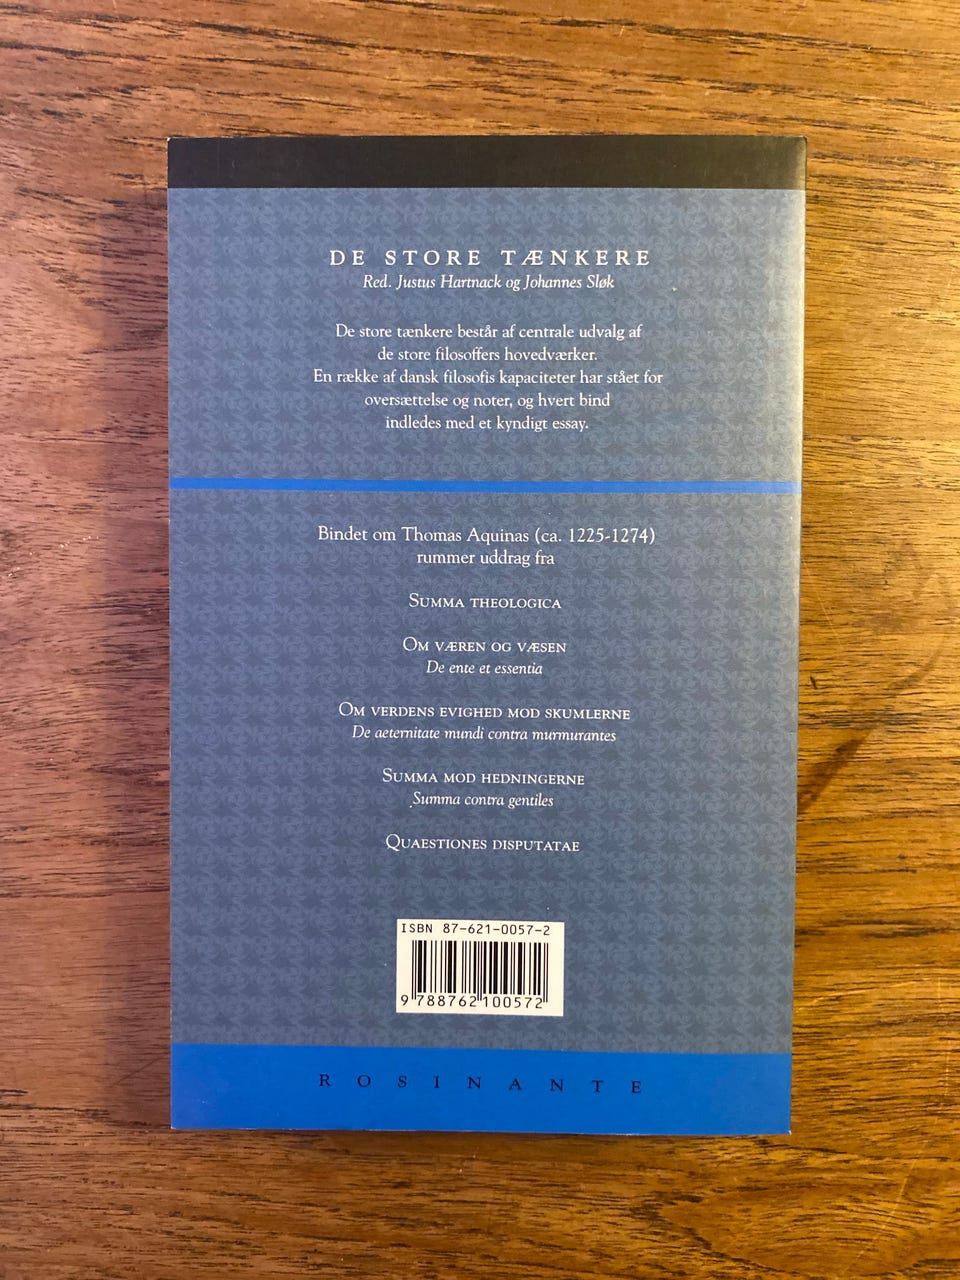 DE STORE TÆNKERE
Red. Justus Hartnack og Johannes Sløk
De store tænkere består af centrale udvalg af
de store filosoffers hovedværker.
En række af dansk filosofis kapaciteter har stået for
oversættelse og noter, og hvert bind
indledes med et kyndigt essay.
Bindet om Thomas Aquinas (ca. 1225-1274)
rummer uddrag fra
SUMMA THEOLOGICA
OM VÆREN OG VÆSEN
De ente et essentia
OM VERDENS EVIGHED MOD SKUMLERNE
De aeternitate mundi contra murmurantes
SUMMA MOD HEDNINGERNE
Summa contra gentiles
QUAESTIONES DISPUTATAE
ISBN 87-621-0057-2
9 788762 100572
ROSINANTE